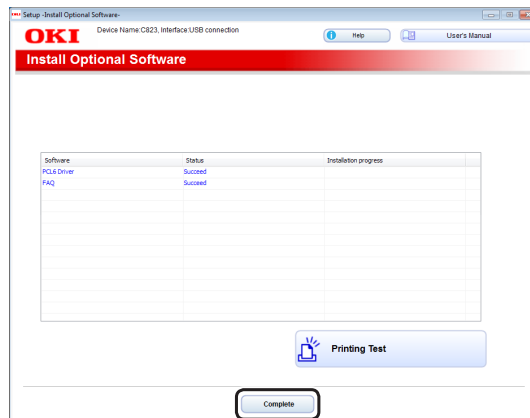 OKI Setup -Install Optional Software-
OKI Device Name:C823, Interface:USB connection Help User's Manual
Install Optional Software
Software Status Installation progress
PCL6 Driver Succeed
FAQ Succeed
Printing Test
Complete